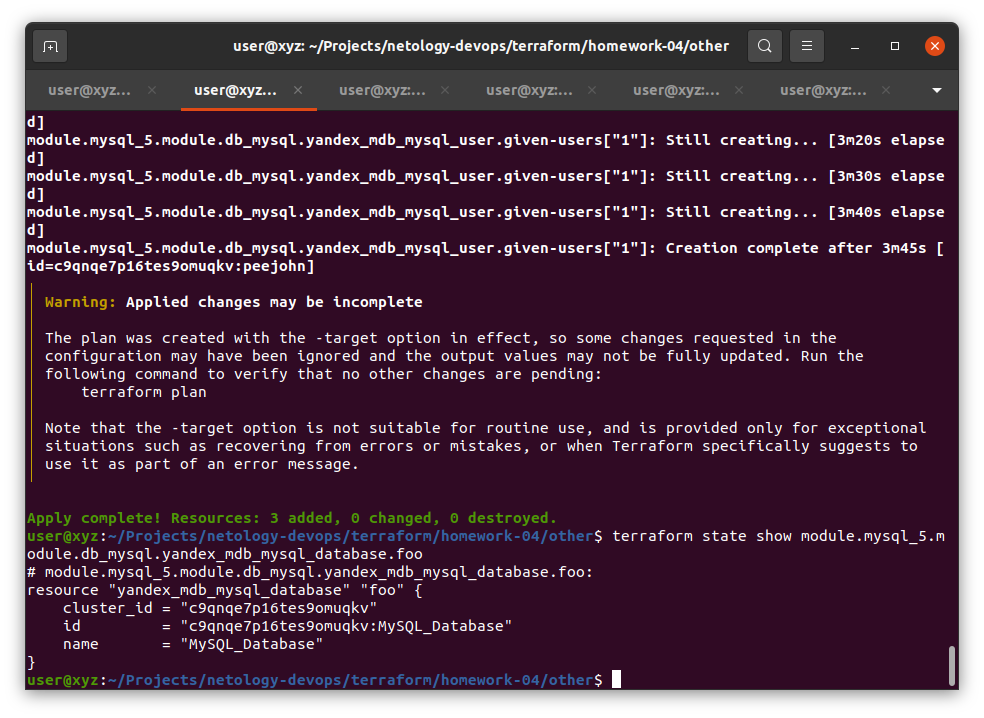 user@xyz: ~/Projects/netology-devops/terraform/homework-04/other
user@xyz... × user@xyz... × user@xyz:... × user@xyz:... × user@xyz:... × user@xyz:... ×
d]
module.mysql_5.module.db_mysql.yandex_mdb_mysql_user.given-users["1"]: Still creating... [3m20s elapse
d]
module.mysql_5.module.db_mysql.yandex_mdb_mysql_user.given-users["1"]: Still creating... [3m30s elapse
d]
module.mysql_5.module.db_mysql.yandex_mdb_mysql_user.given-users["1"]: Still creating... [3m40s elapse
d]
module.mysql_5.module.db_mysql.yandex_mdb_mysql_user.given-users["1"]: Creation complete after 3m45s [
id=c9qnqe7p16tes9omuqkv:peejohn]
Warning: Applied changes may be incomplete
The plan was created with the -target option in effect, so some changes requested in the
configuration may have been ignored and the output values may not be fully updated. Run the
following command to verify that no other changes are pending:
terraform plan
Note that the -target option is not suitable for routine use, and is provided only for exceptional
situations such as recovering from errors or mistakes, or when Terraform specifically suggests to
use it as part of an error message.
Apply complete! Resources: 3 added, 0 changed, 0 destroyed.
user@xyz:~/Projects/netology-devops/terraform/homework-04/other$ terraform state show module.mysql_5.m
odule.db_mysql.yandex_mdb_mysql_database.foo
# module.mysql_5.module.db_mysql.yandex_mdb_mysql_database.foo:
resource "yandex_mdb_mysql_database" "foo" {
    cluster_id = "c9qnqe7p16tes9omuqkv"
    id         = "c9qnqe7p16tes9omuqkv:MySQL_Database"
    name       = "MySQL_Database"
}
user@xyz:~/Projects/netology-devops/terraform/homework-04/other$